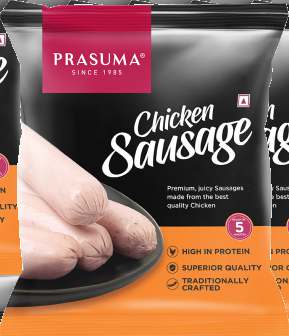 PRASUMA®
SINCE 1985
Chicken
Sausage
Premium, juicy Sausages
made from the best
quality Chicken
5
HIGH IN PROTEIN
SUPERIOR QUALITY
TRADITIONALLY
CRAFTED